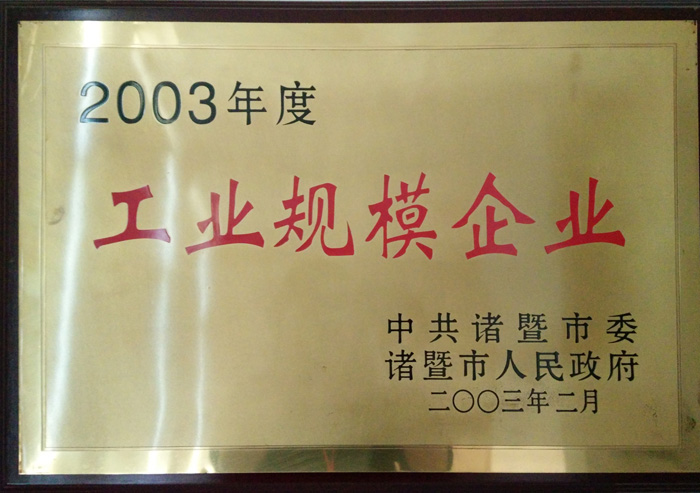 2003年度
工业规模企业
中共诸暨市委
诸暨市人民政府
二〇〇三年二月